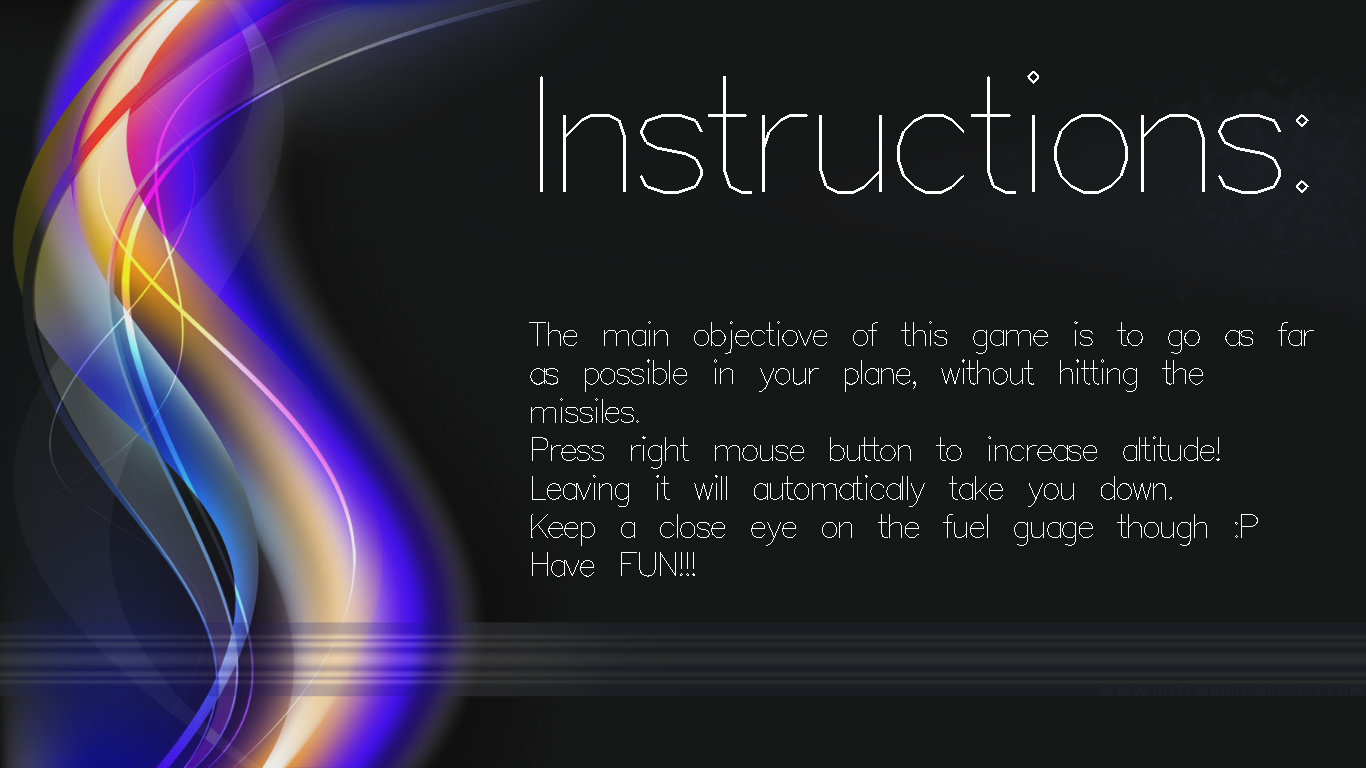 Instructions:
The main objectiove of this game is to go as far
as possible in your plane, without hitting the
missiles.
Press right mouse button to increase altitude!
Leaving it will automatically take you down.
Keep a close eye on the fuel guage though :P
Have FUN!!!